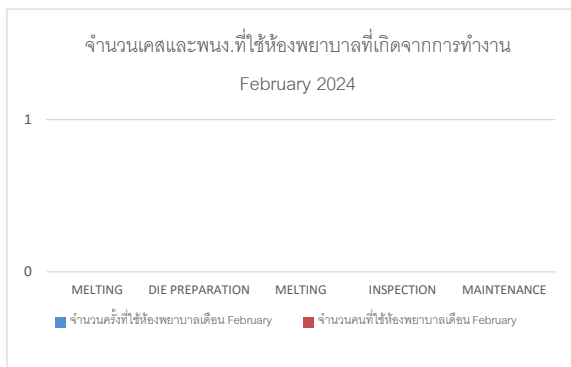 จำนวนเคสและพนง.ที่ใช้ห้องพยาบาลที่เกิดจากการทำงาน
February 2024
1
0
MELTING DIE PREPARATION MELTING INSPECTION MAINTENANCE
จำนวนครั้งที่ใช้ห้องพยาบาลเดือน February จำนวนคนที่ใช้ห้องพยาบาลเดือน February